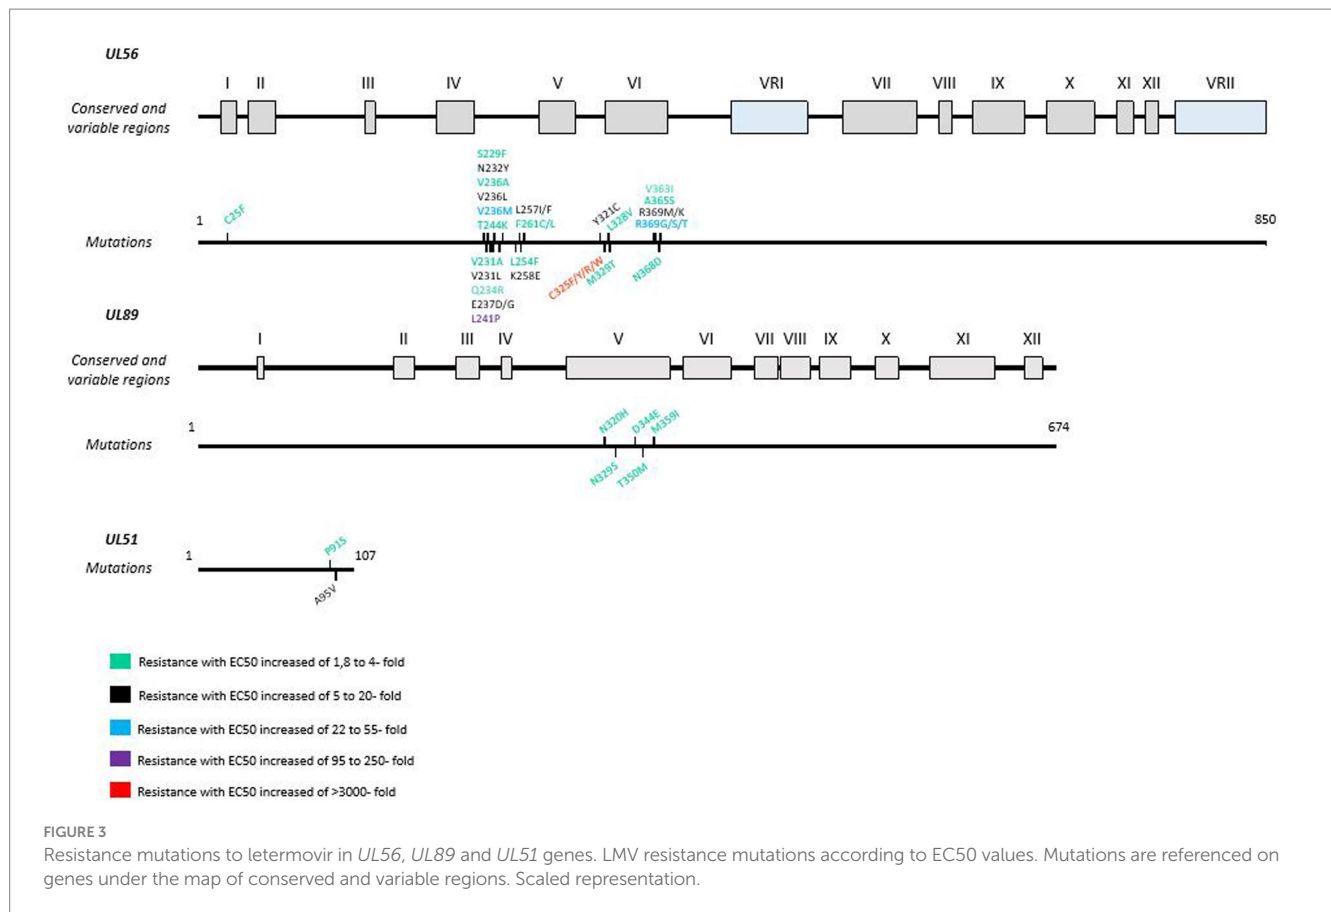 UL56
I II III IV V VI VRI VII VIII IX X XI XII VRII
Conserved and
variable regions
S229F
N232Y
V236A
V236L
V236M
T244K
L257I/F
F261C/L
Y321C
L328V
V363I
A365S
R369M/K
R369G/S/T
1
C25F
850
Mutations
V231A
V231L
Q234R
E237D/G
L241P
L254F
K258E
C325F/Y/R/W
M329T
N368D
UL89
I II III IV V VI VII VIII IX X XI XII
Conserved and
variable regions
1
N320H
D344E
M359I
674
Mutations
N329S
T350M
UL51
1
P91S
107
Mutations
A95V
Resistance with EC50 increased of 1,8 to 4- fold
Resistance with EC50 increased of 5 to 20- fold
Resistance with EC50 increased of 22 to 55- fold
Resistance with EC50 increased of 95 to 250- fold
Resistance with EC50 increased of >3000- fold
FIGURE 3
Resistance mutations to letermovir in UL56, UL89 and UL51 genes. LMV resistance mutations according to EC50 values. Mutations are referenced on
genes under the map of conserved and variable regions. Scaled representation.